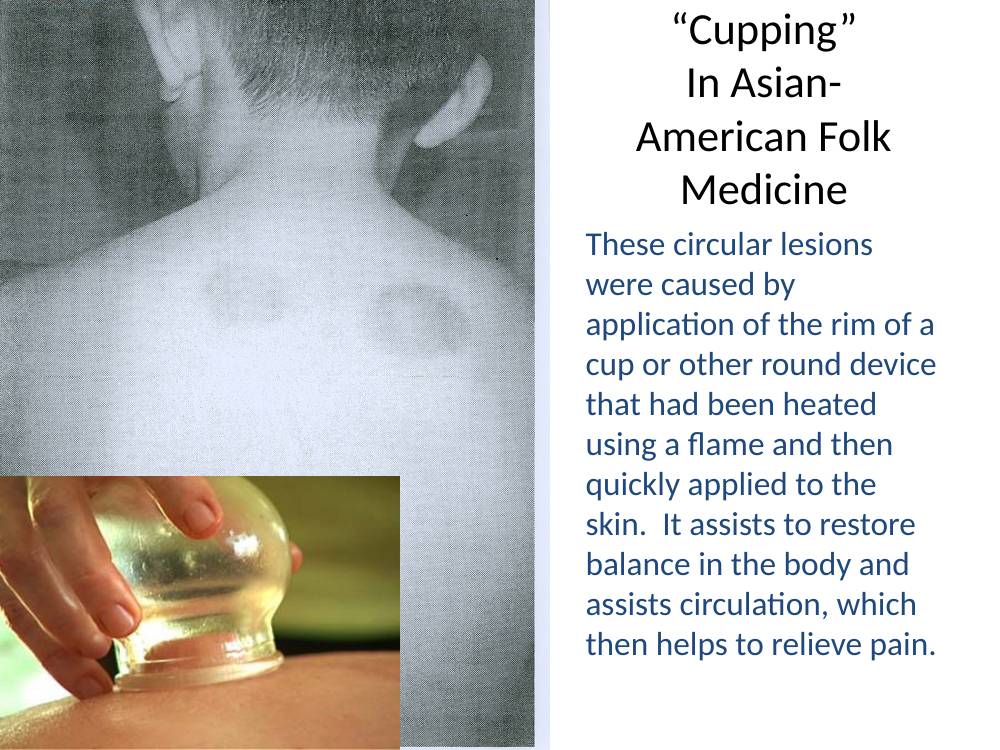 “Cupping”
In Asian-
American Folk
Medicine
These circular lesions
were caused by
application of the rim of a
cup or other round device
that had been heated
using a flame and then
quickly applied to the
skin.  It assists to restore
balance in the body and
assists circulation, which
then helps to relieve pain.